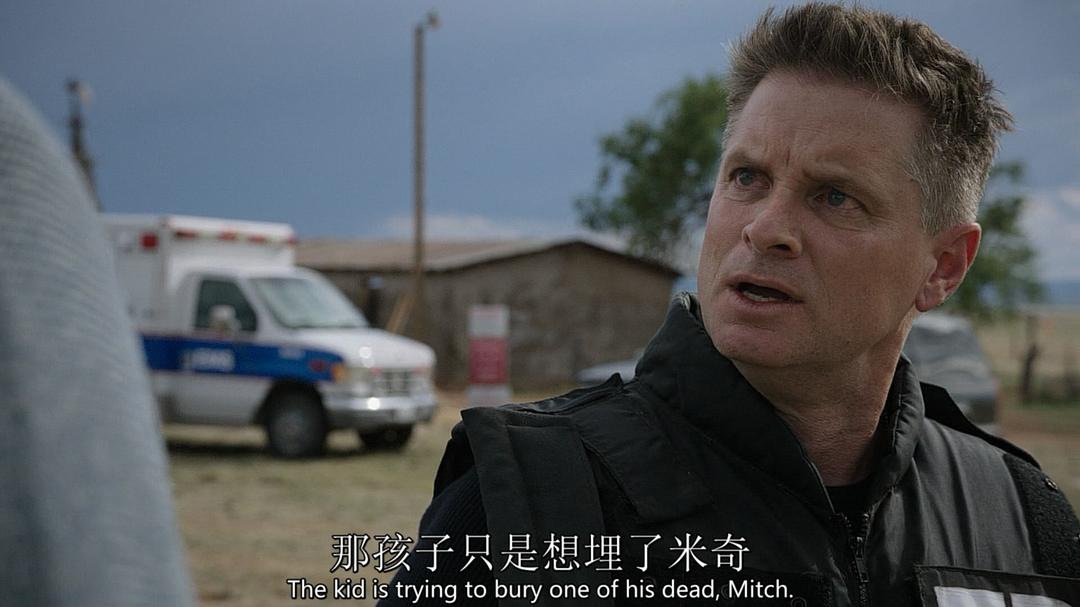 那孩子只是想埋了米奇
The kid is trying to bury one of his dead, Mitch.